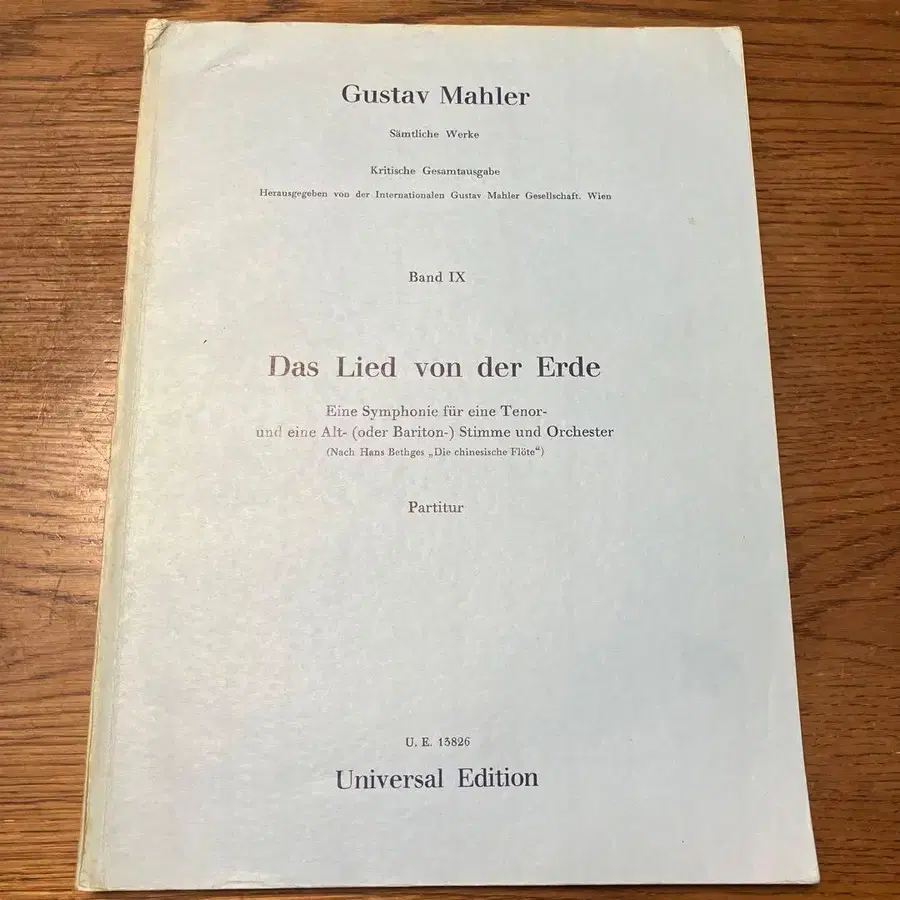 Gustav Mahler
Sämtliche Werke
Kritische Gesamtausgabe
Herausgegeben von der Internationalen Gustav Mahler Gesellschaft. Wien
Band IX
Das Lied von der Erde
Eine Symphonie für eine Tenor-
und eine Alt- (oder Bariton-) Stimme und Orchester
(Nach Hans Bethges „Die chinesische Flöte“)
Partitur
U. E. 13826
Universal Edition